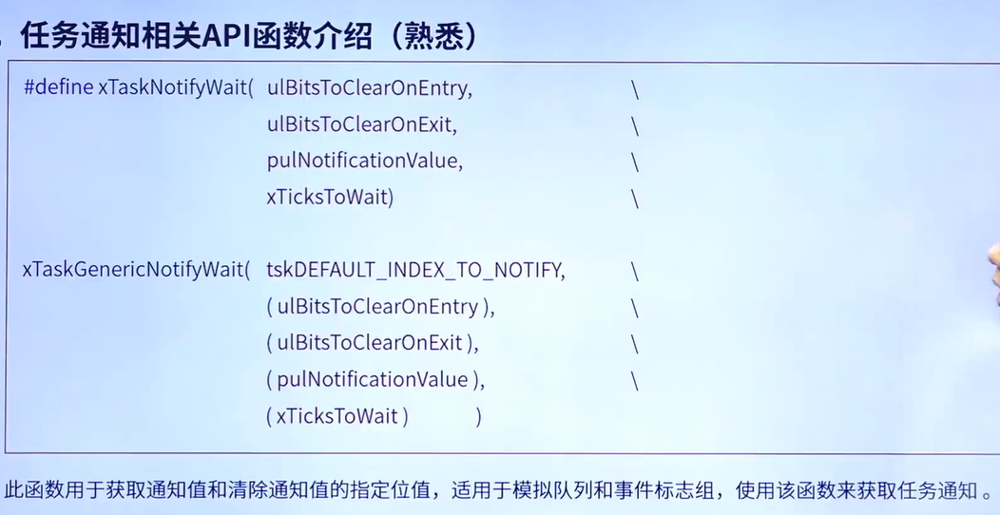 任务通知相关API函数介绍（熟悉）
#define xTaskNotifyWait( ulBitsToClearOnEntry, \
ulBitsToClearOnExit, \
pulNotificationValue, \
xTicksToWait) \
xTaskGenericNotifyWait( tskDEFAULT_INDEX_TO_NOTIFY, \
( ulBitsToClearOnEntry ), \
( ulBitsToClearOnExit ), \
( pulNotificationValue ), \
( xTicksToWait ) )
此函数用于获取通知值和清除通知值的指定位值，适用于模拟队列和事件标志组，使用该函数来获取任务通知 。